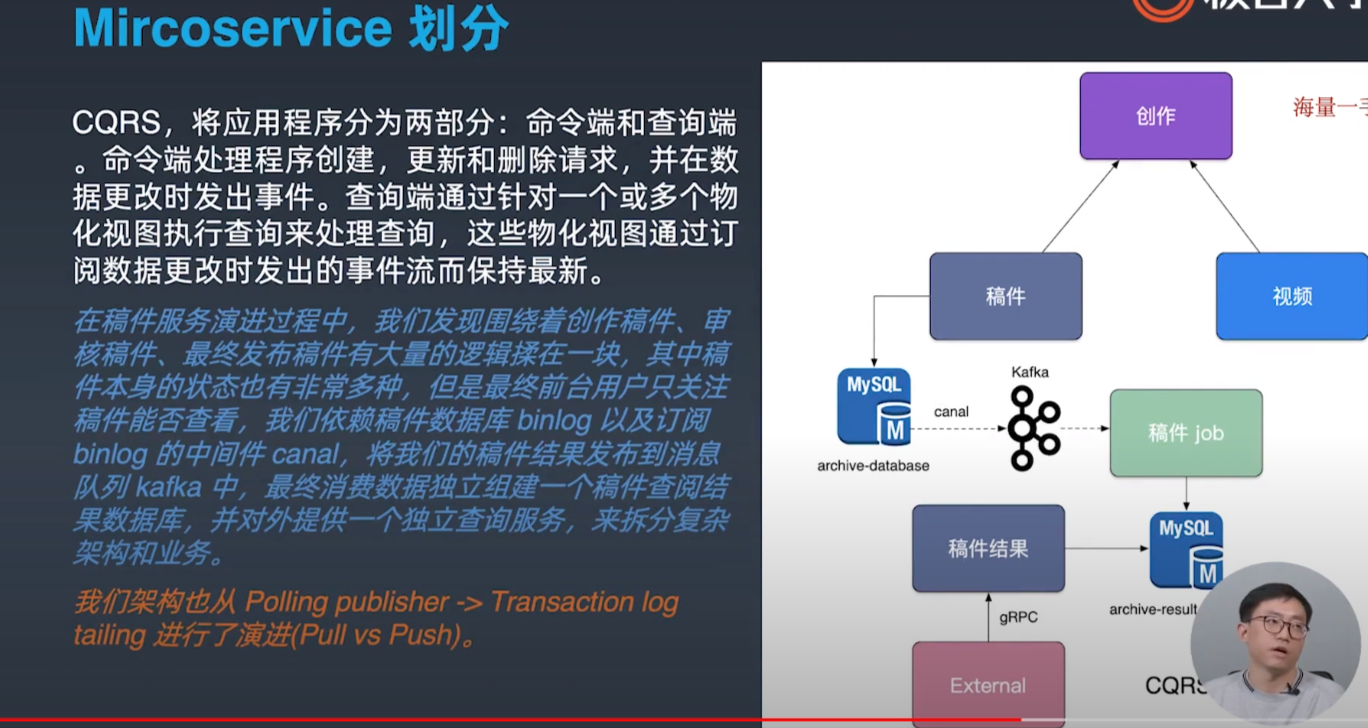 Mircoservice 划分
CQRS，将应用程序分为两部分：命令端和查询端
。命令端处理程序创建，更新和删除请求，并在数
据更改时发出事件。查询端通过针对一个或多个物
化视图执行查询来处理查询，这些物化视图通过订
阅数据更改时发出的事件流而保持最新。
在稿件服务演进过程中，我们发现围绕着创作稿件、审
核稿件、最终发布稿件有大量的逻辑揉在一块，其中稿
件本身的状态也有非常多种，但是最终前台用户只关注
稿件能否查看，我们依赖稿件数据库 binlog 以及订阅
binlog 的中间件 canal，将我们的稿件结果发布到消息
队列 kafka 中，最终消费数据独立组建一个稿件查阅结
果数据库，并对外提供一个独立查询服务，来拆分复杂
架构和业务。
我们架构也从 Polling publisher -> Transaction log
tailing 进行了演进(Pull vs Push)。
创作
海量一手
稿件
视频
MySQL
M
archive-database
canal
Kafka
稿件 job
稿件结果
MySQL
M
archive-result
gRPC
External
CQRS